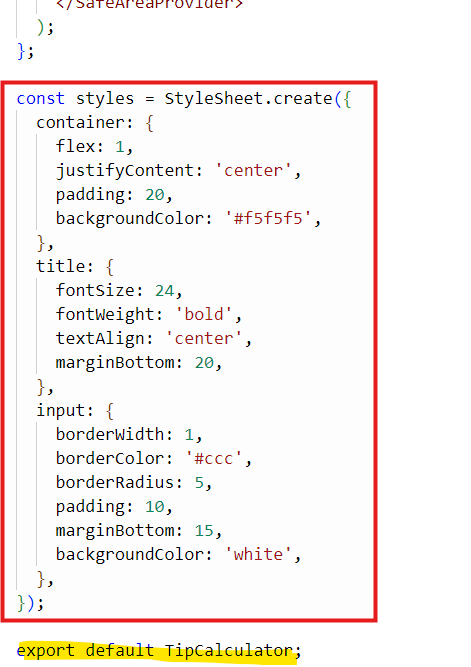 </SafeAreaProvider>
);
};
const styles = StyleSheet.create({
container: {
flex: 1,
justifyContent: 'center',
padding: 20,
backgroundColor: '#f5f5f5',
},
title: {
fontSize: 24,
fontWeight: 'bold',
textAlign: 'center',
marginBottom: 20,
},
input: {
borderWidth: 1,
borderColor: '#ccc',
borderRadius: 5,
padding: 10,
marginBottom: 15,
backgroundColor: 'white',
},
});
export default TipCalculator;